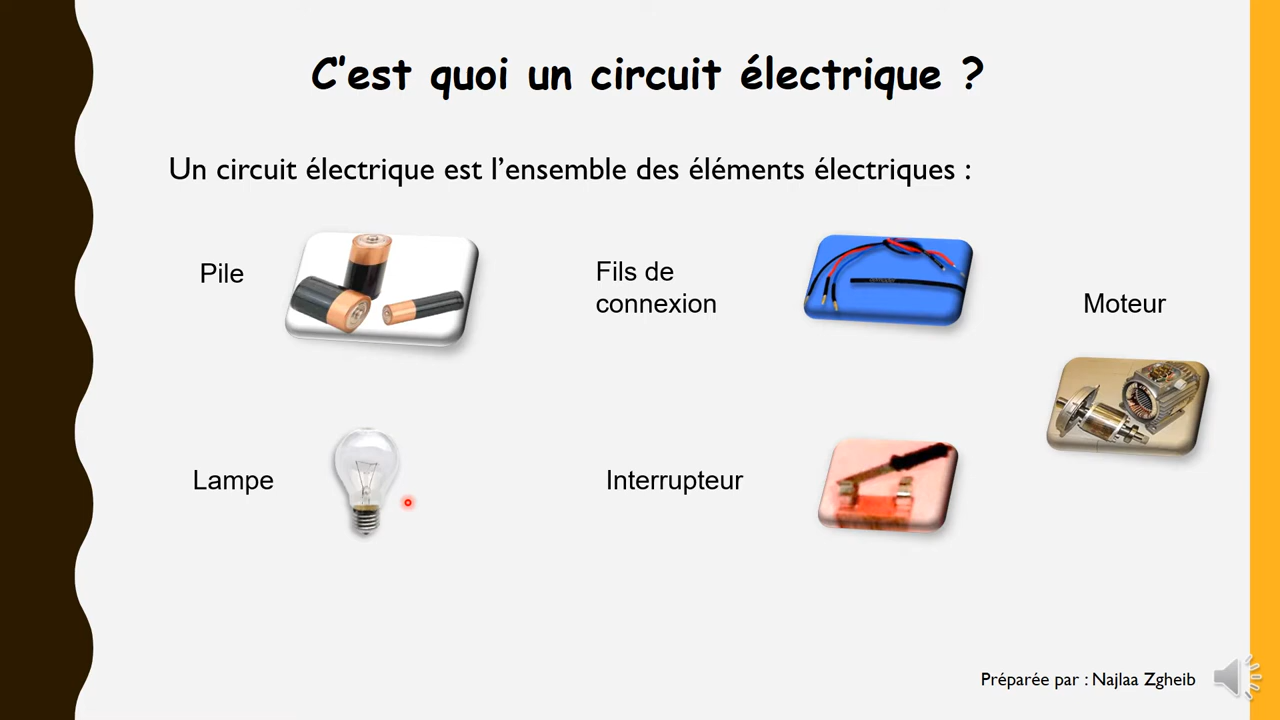 C'est quoi un circuit électrique ?
Un circuit électrique est l'ensemble des éléments électriques :
Pile
Fils de
connexion
Moteur
Lampe
Interrupteur
Préparée par : Najlaa Zgheib